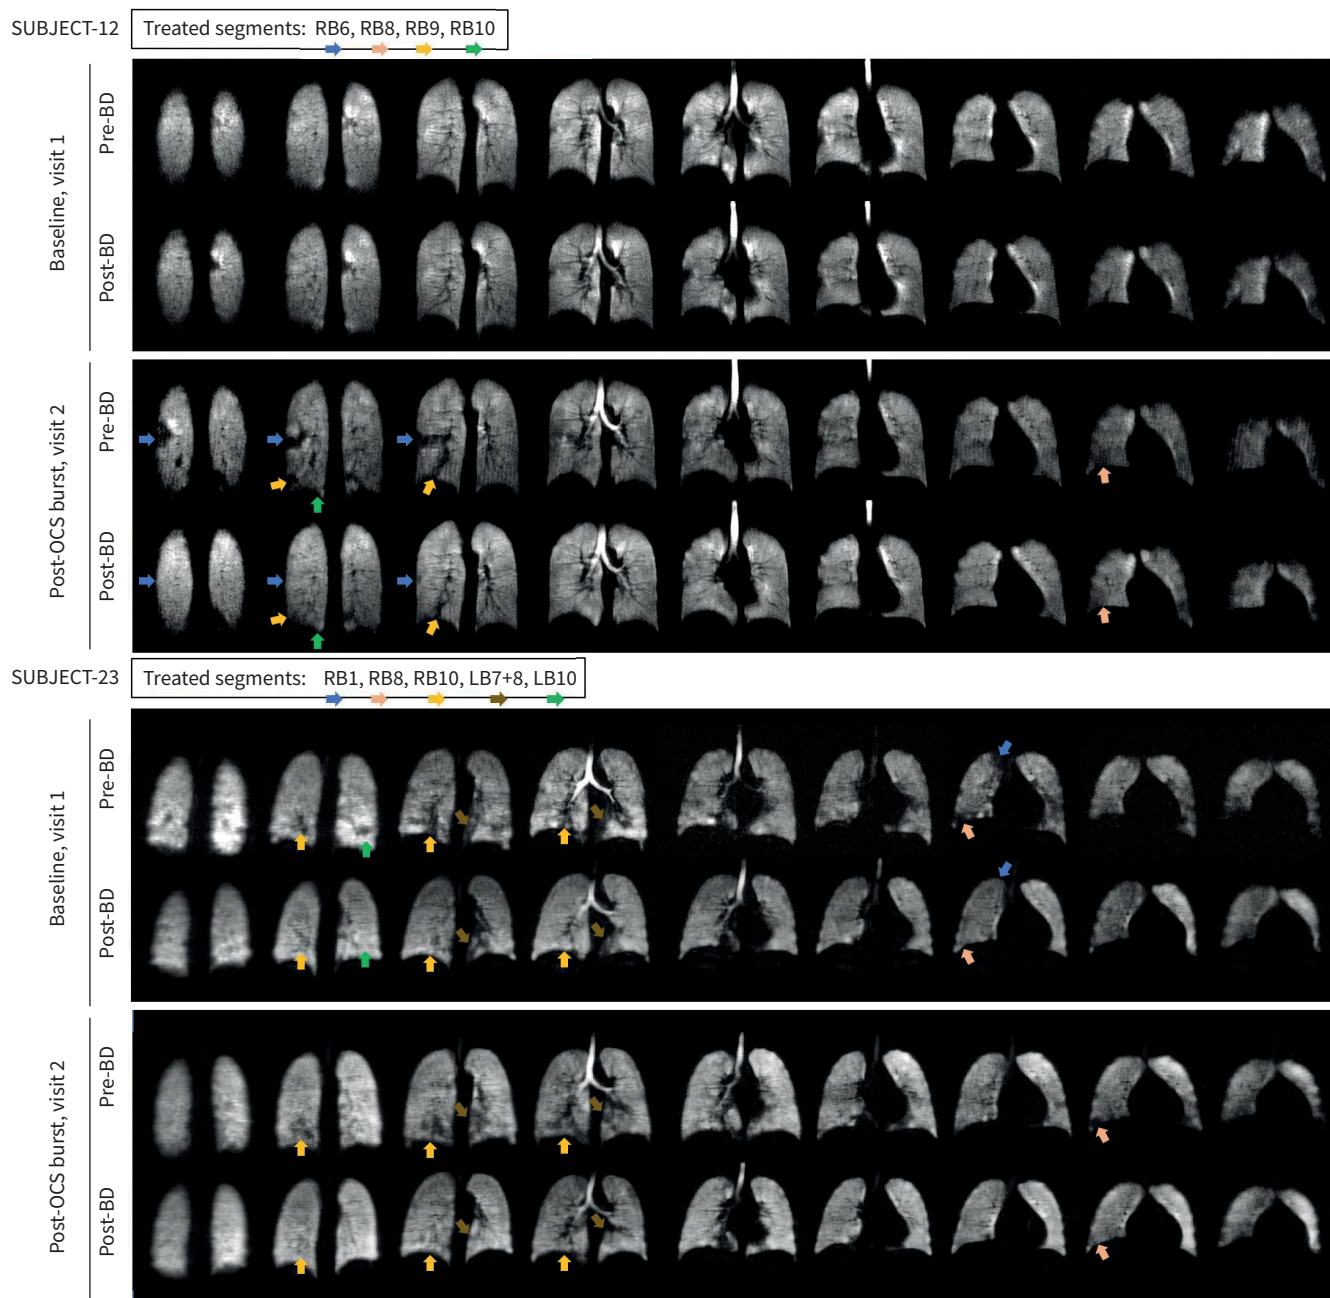 SUBJECT-12
Treated segments: RB6, RB8, RB9, RB10
Baseline, visit 1
Pre-BD
Post-BD
Post-OCS burst, visit 2
Pre-BD
Post-BD
SUBJECT-23
Treated segments: RB1, RB8, RB10, LB7+8, LB10
Baseline, visit 1
Pre-BD
Post-BD
Post-OCS burst, visit 2
Pre-BD
Post-BD